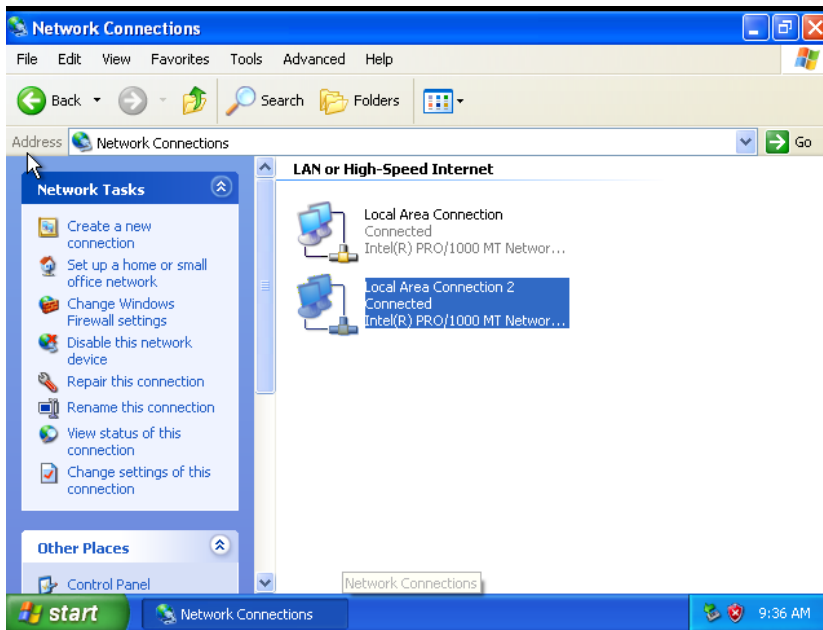 Network Connections
File Edit View Favorites Tools Advanced Help
Back Search Folders
Address Network Connections Go
Network Tasks
Create a new
connection
Set up a home or small
office network
Change Windows
Firewall settings
Disable this network
device
Repair this connection
Rename this connection
View status of this
connection
Change settings of this
connection
Other Places
Control Panel
LAN or High-Speed Internet
Local Area Connection
Connected
Intel(R) PRO/1000 MT Networ...
Local Area Connection 2
Connected
Intel(R) PRO/1000 MT Networ...
Network Connections
start Network Connections 9:36 AM